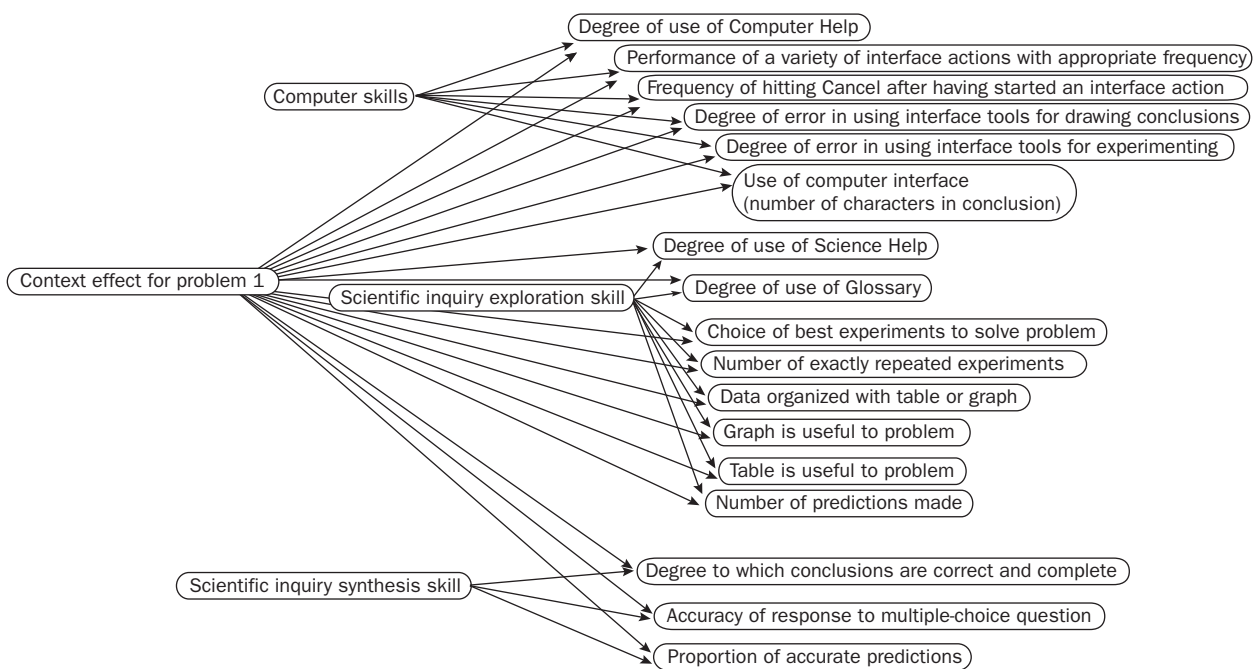 Degree of use of Computer Help
Performance of a variety of interface actions with appropriate frequency
Computer skills
Frequency of hitting Cancel after having started an interface action
Degree of error in using interface tools for drawing conclusions
Degree of error in using interface tools for experimenting
Use of computer interface
(number of characters in conclusion)
Degree of use of Science Help
Context effect for problem 1
Degree of use of Glossary
Scientific inquiry exploration skill
Choice of best experiments to solve problem
Number of exactly repeated experiments
Data organized with table or graph
Graph is useful to problem
Table is useful to problem
Number of predictions made
Degree to which conclusions are correct and complete
Scientific inquiry synthesis skill
Accuracy of response to multiple-choice question
Proportion of accurate predictions